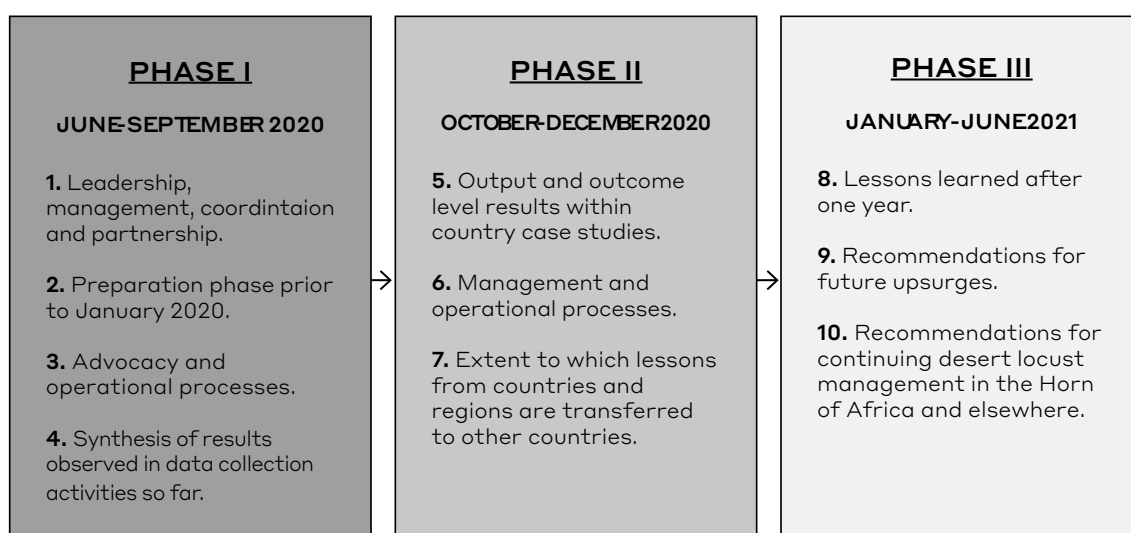 PHASE I
JUNE-SEPTEMBER 2020
1. Leadership,
management, coordintaion
and partnership.
2. Preparation phase prior
to January 2020.
3. Advocacy and
operational processes.
4. Synthesis of results
observed in data collection
activities so far.
PHASE II
OCTOBER-DECEMBER2020
5. Output and outcome
level results within
country case studies.
6. Management and
operational processes.
7. Extent to which lessons
from countries and
regions are transferred
to other countries.
PHASE III
JANUARY-JUNE2021
8. Lessons learned after
one year.
9. Recommendations for
future upsurges.
10. Recommendations for
continuing desert locust
management in the Horn
of Africa and elsewhere.